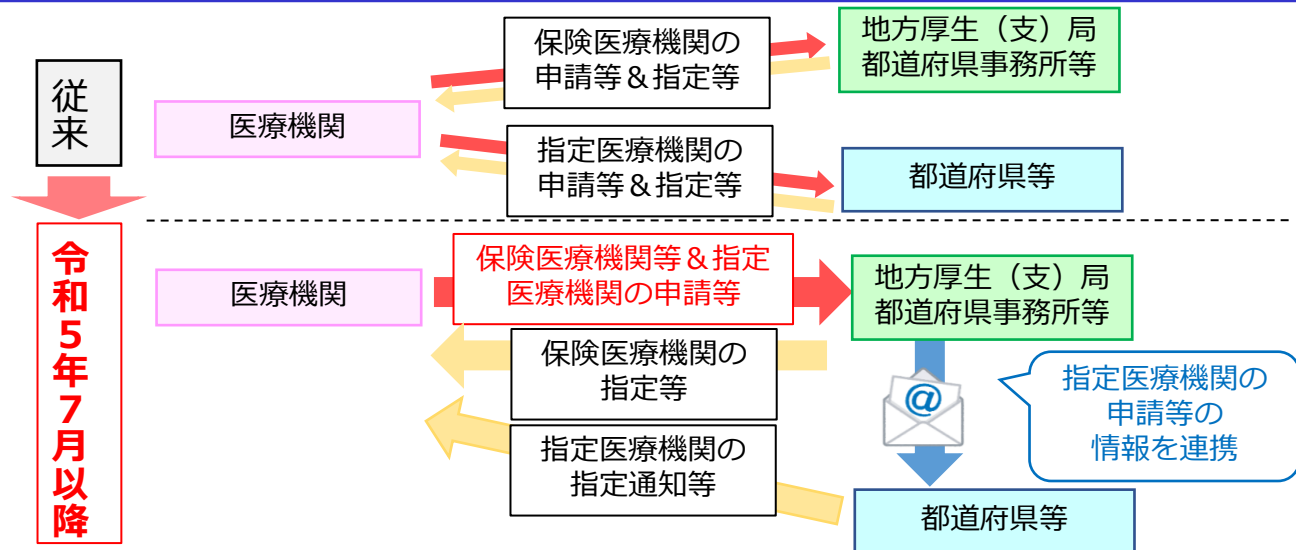 従
来
医療機関
保険医療機関の
申請等＆指定等
地方厚生（支）局
都道府県事務所等
指定医療機関の
申請等＆指定等
都道府県等
令
和
５
年
７
月
以
降
医療機関
保険医療機関等＆指定
医療機関の申請等
地方厚生（支）局
都道府県事務所等
保険医療機関の
指定等
@
指定医療機関の
申請等の
情報を連携
指定医療機関の
指定通知等
都道府県等